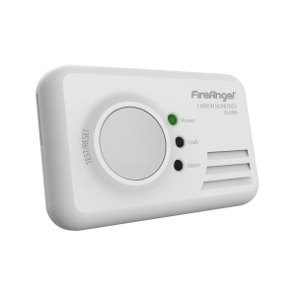 FireAngel
CARBON MONOXIDE
ALARM
TEST/RESET
Power
Fault
Alarm